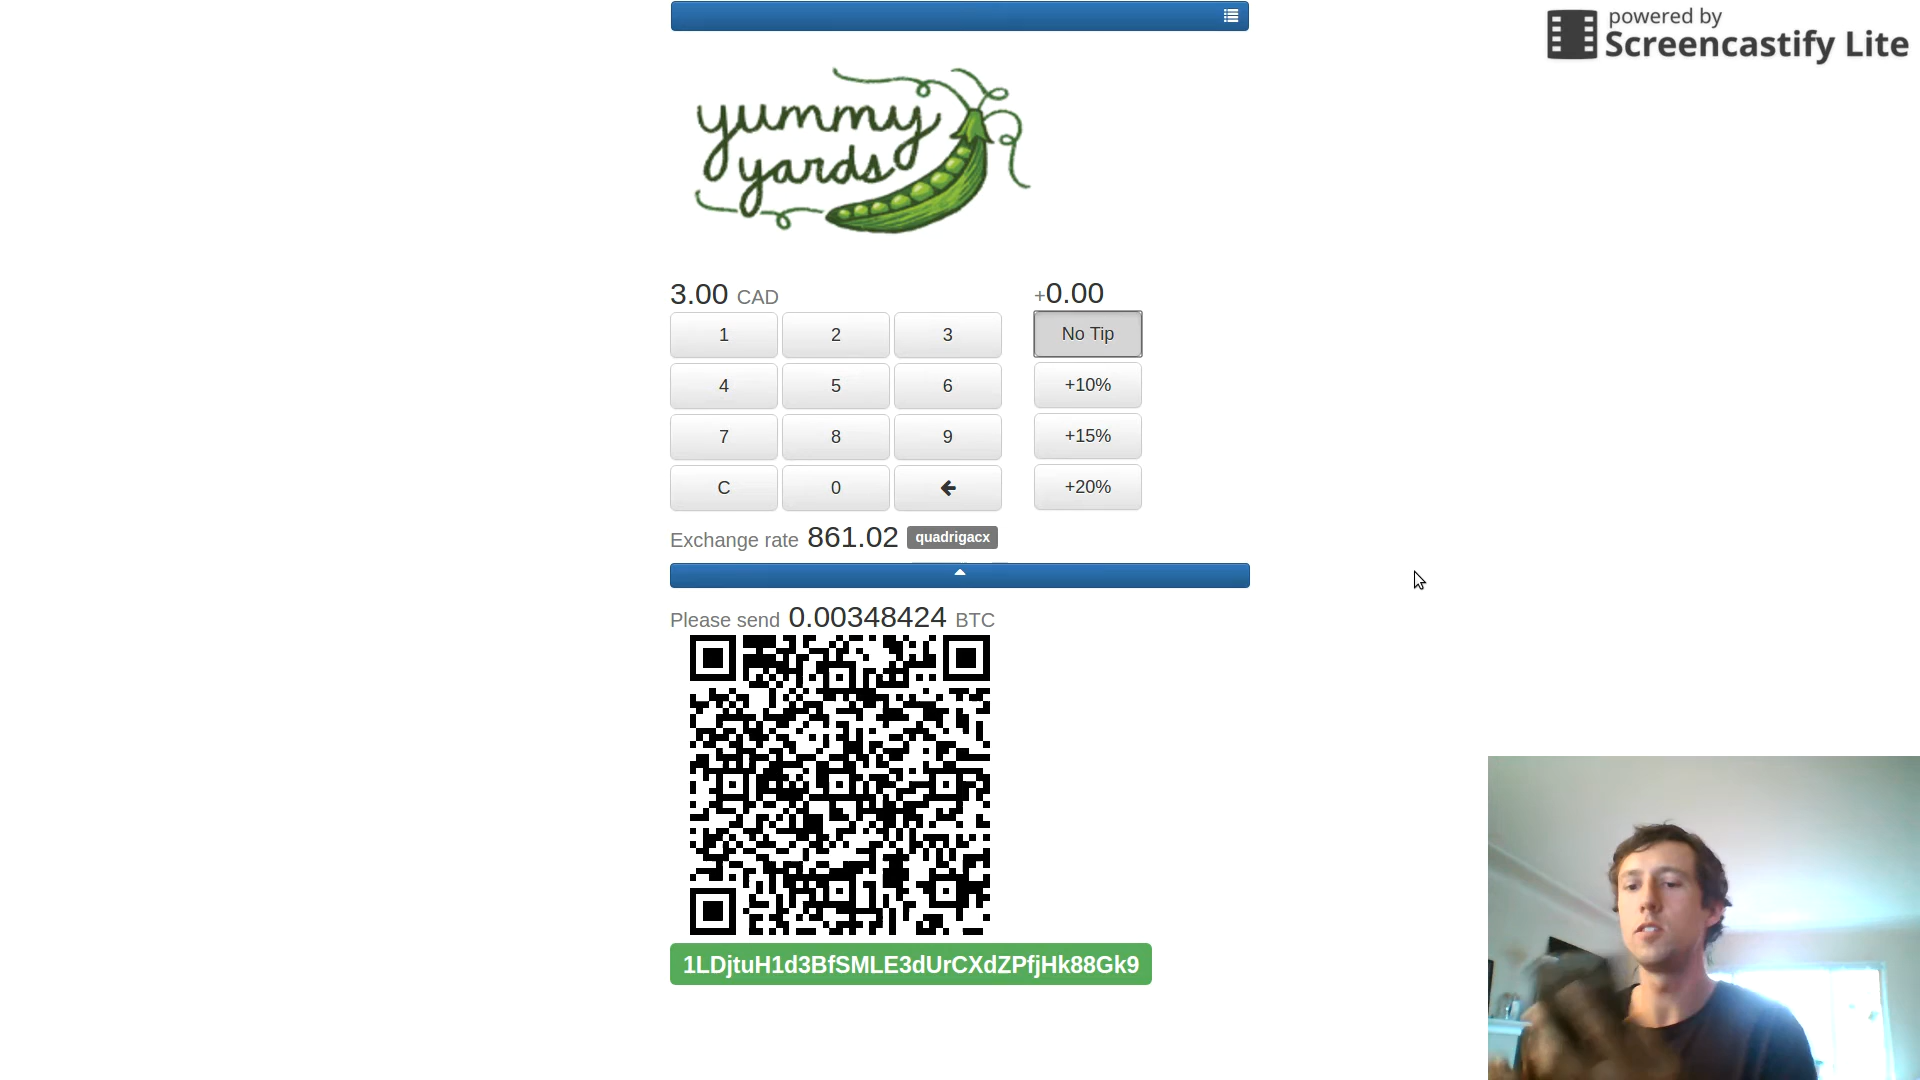 powered by
Screencastify Lite
yummy
yards
3.00 CAD
+0.00
1 2 3
No Tip
4 5 6
+10%
7 8 9
+15%
C 0
+20%
Exchange rate 861.02 quadrigacx
Please send 0.00348424 BTC
1LDjtuH1d3BfSMLE3dUrCXdZPfjHk88Gk9